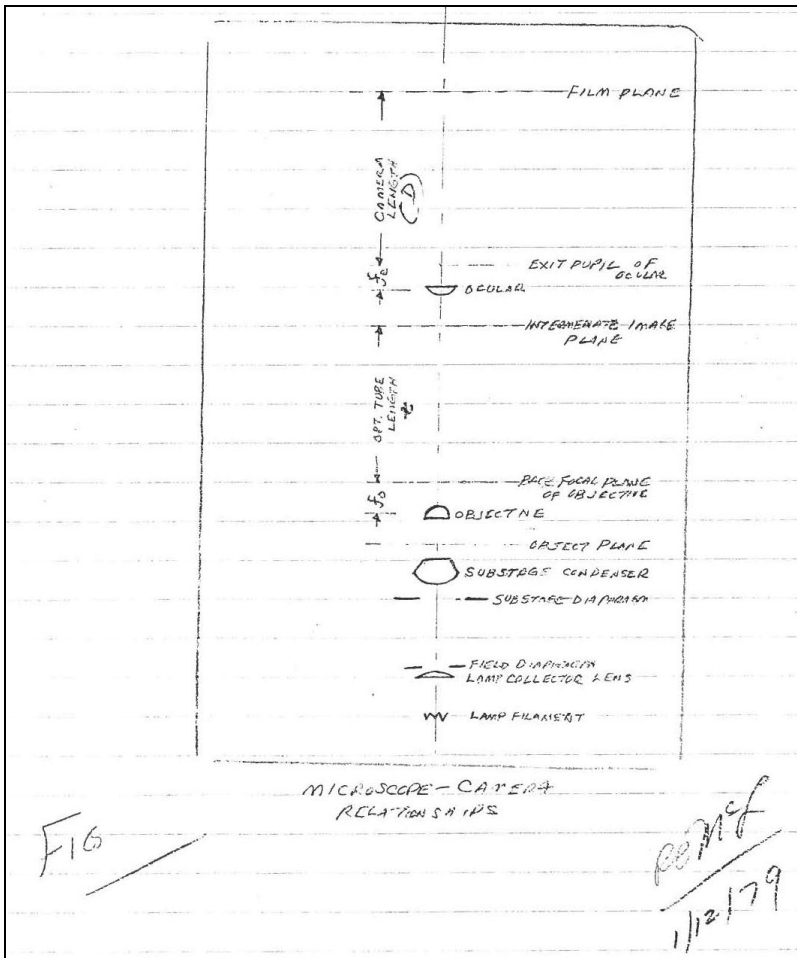 FILM PLANE
CAMERA
LENGTH
(D)
EXIT PUPIL OF
OCULAR
fe
OCULAR
INTERMEDIATE IMAGE
PLANE
OPT. TUBE
LENGTH
BACK FOCAL PLANE
OF OBJECTIVE
fo
OBJECTIVE
OBJECT PLANE
SUBSTAGE CONDENSER
SUBSTAGE DIAPHRAGM
FIELD DIAPHRAGM
LAMP COLLECTOR LENS
LAMP FILAMENT
MICROSCOPE - CAMERA
RELATIONSHIPS
FIG
1/12/79